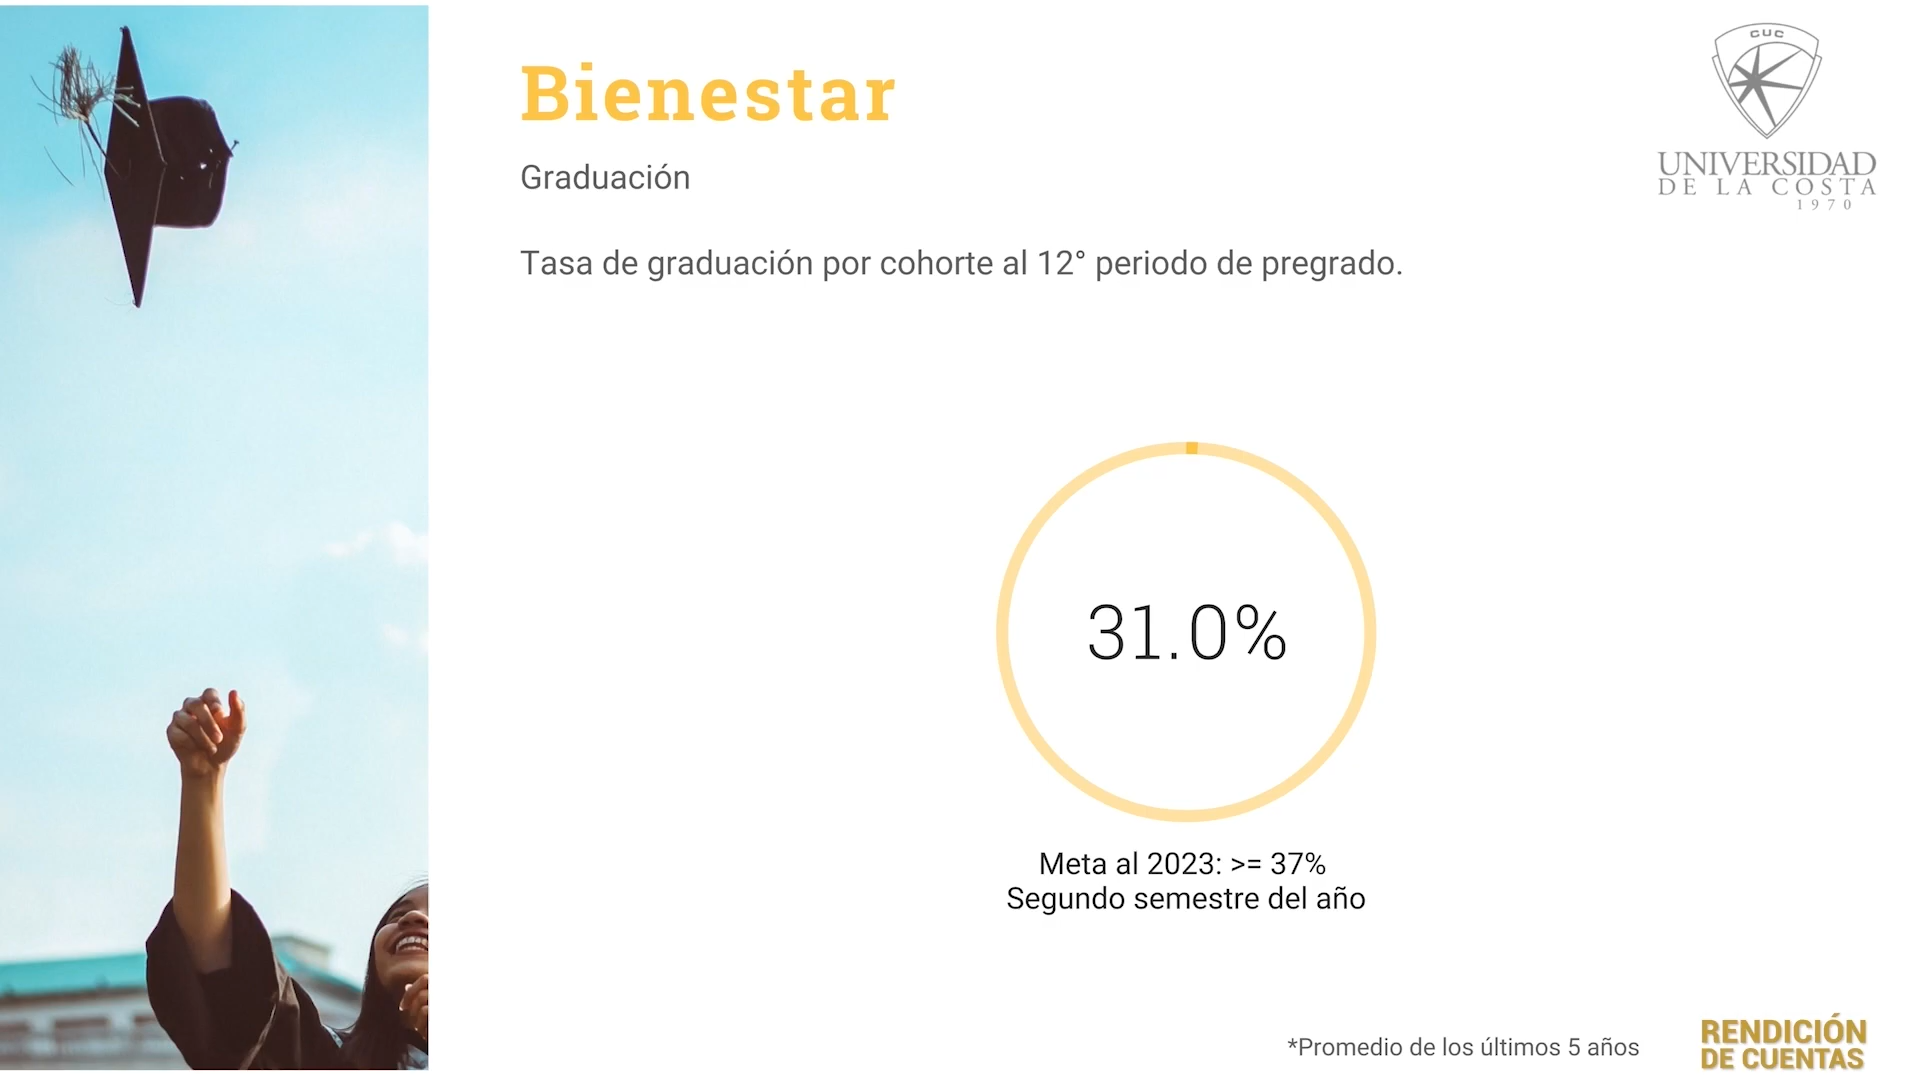 Bienestar
Graduación
Tasa de graduación por cohorte al 12° periodo de pregrado.
CUC
UNIVERSIDAD
DE LA COSTA
1970
31.0%
Meta al 2023: >= 37%
Segundo semestre del año
*Promedio de los últimos 5 años
RENDICIÓN
DE CUENTAS